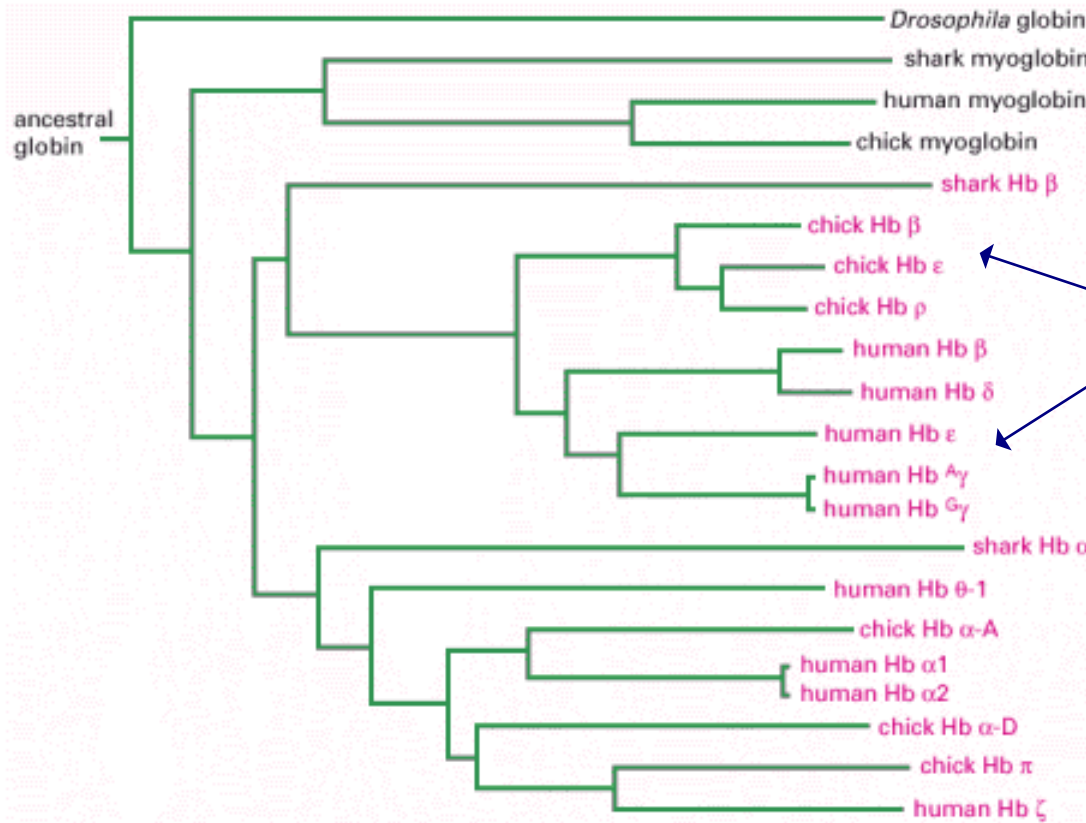 Drosophila globin
shark myoglobin
human myoglobin
ancestral
globin
chick myoglobin
shark Hb β
chick Hb β
chick Hb ε
chick Hb ρ
human Hb β
human Hb δ
human Hb ε
human Hb ᴬγ
human Hb ᴳγ
shark Hb α
human Hb θ-1
chick Hb α-A
human Hb α1
human Hb α2
chick Hb α-D
chick Hb π
human Hb ζ